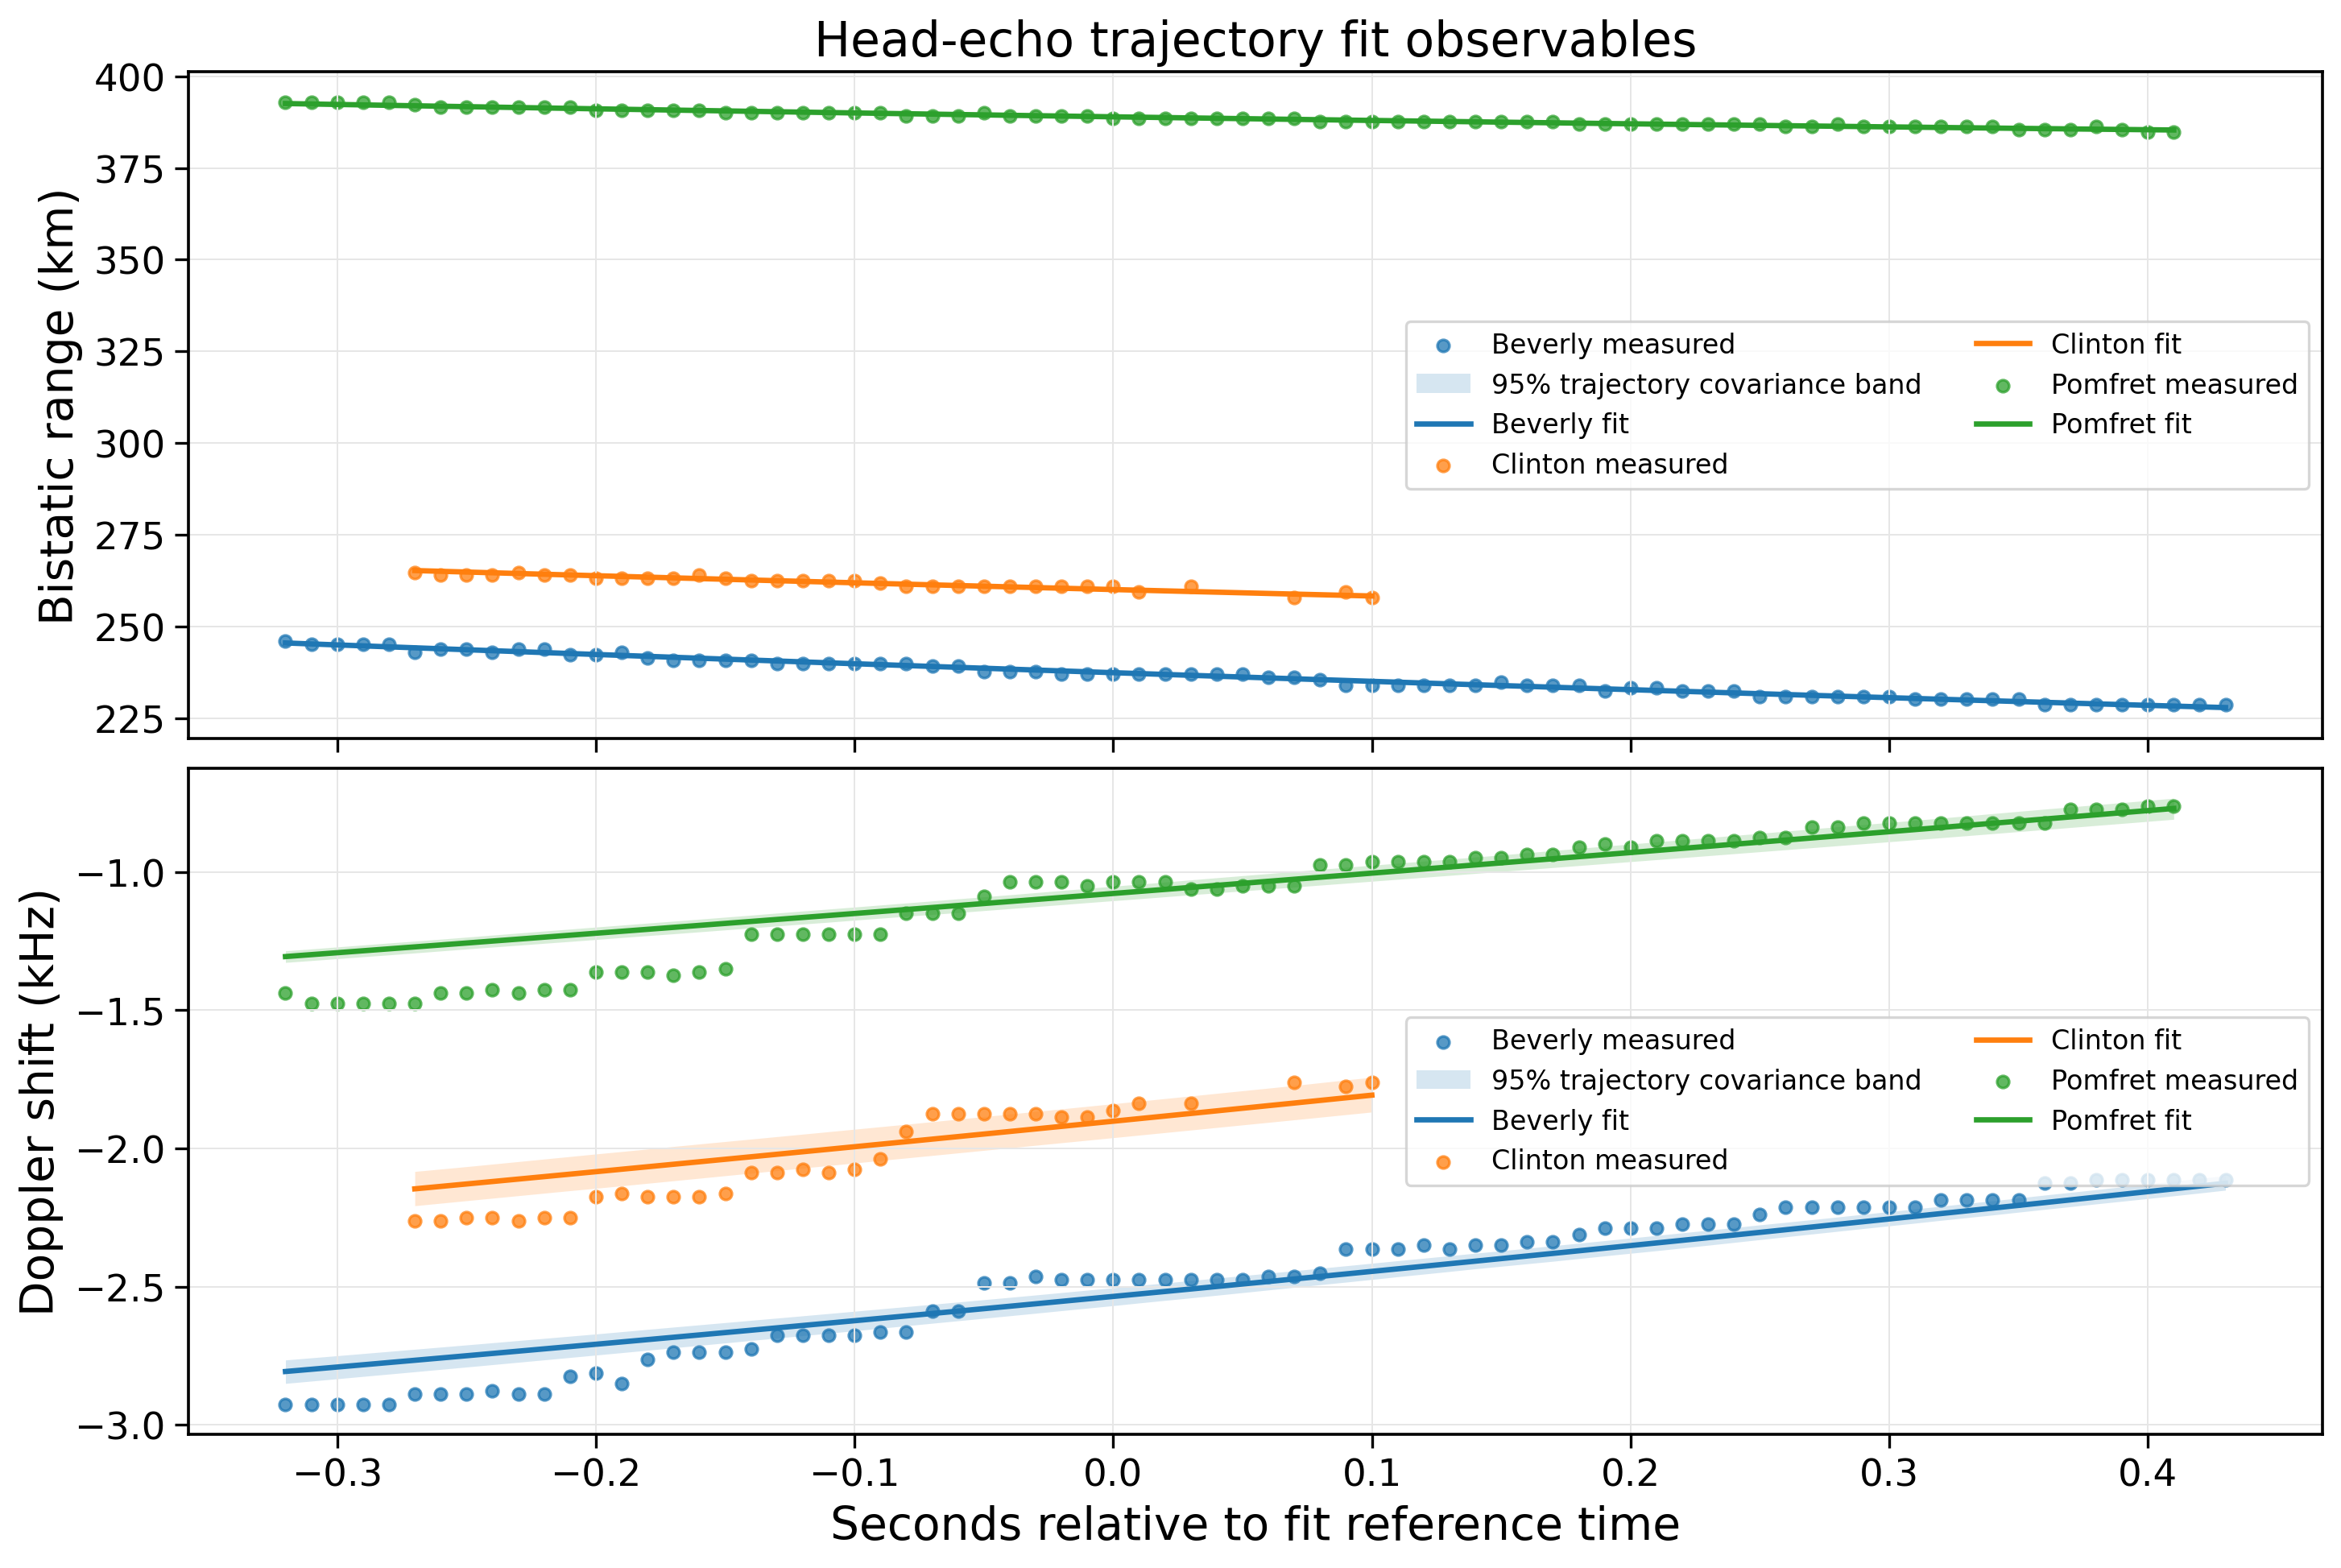 Head-echo trajectory fit observables
Bistatic range (km)
400
375
350
325
300
275
250
225
Beverly measured
95% trajectory covariance band
Beverly fit
Clinton measured
Clinton fit
Pomfret measured
Pomfret fit
Doppler shift (kHz)
−1.0
−1.5
−2.0
−2.5
−3.0
Beverly measured
95% trajectory covariance band
Beverly fit
Clinton measured
Clinton fit
Pomfret measured
Pomfret fit
−0.3 −0.2 −0.1 0.0 0.1 0.2 0.3 0.4
Seconds relative to fit reference time